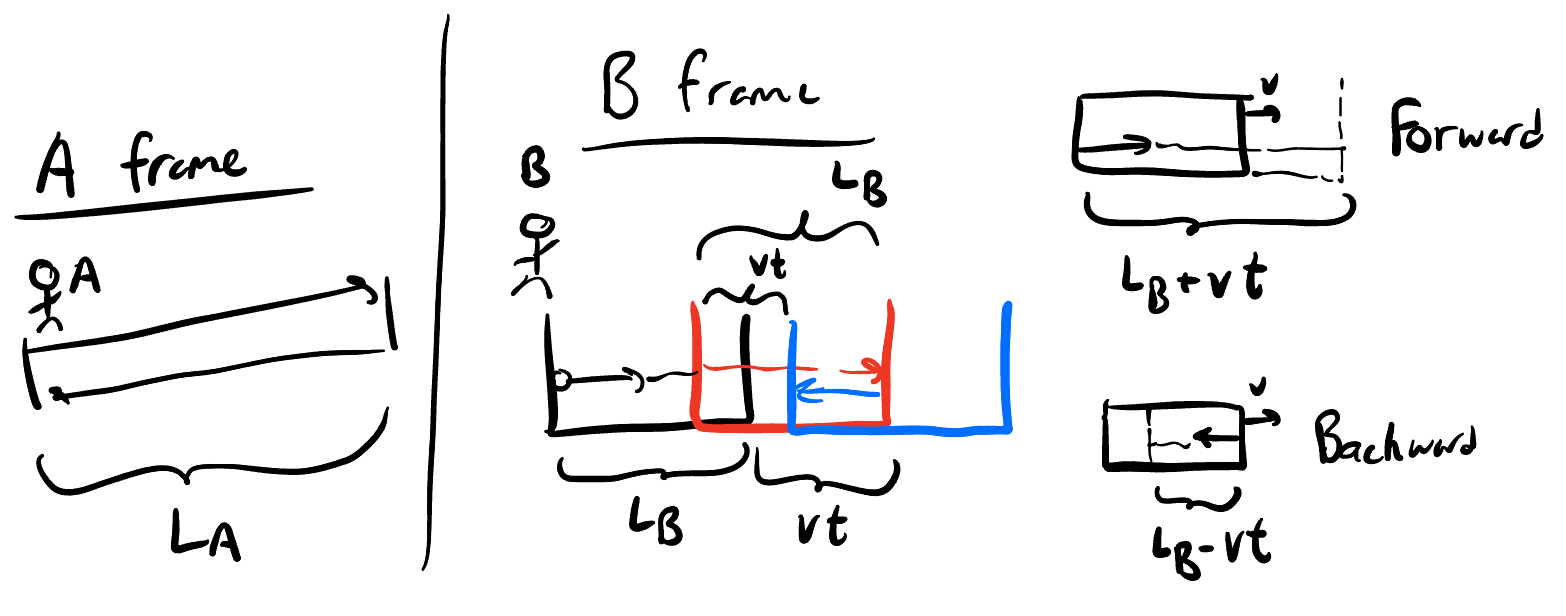 A frame
A
L_A
B frame
B
L_B
vt
L_B
vt
v
Forward
L_B + vt
v
Backward
L_B - vt